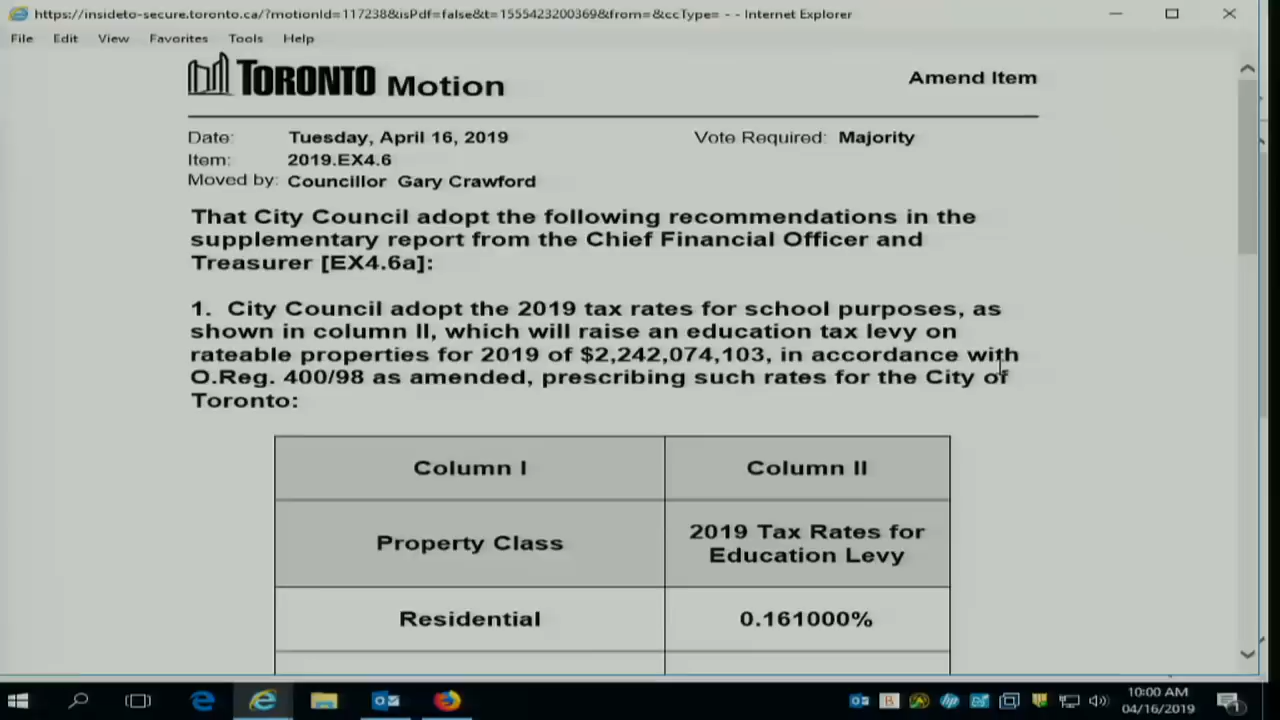 https://insideto-secure.toronto.ca/?motionId=117238&isPdf=false&t=1555423200369&from=&ccType= - - Internet Explorer
File Edit View Favorites Tools Help
TORONTO Motion
Amend Item
Date: Tuesday, April 16, 2019
Vote Required: Majority
Item: 2019.EX4.6
Moved by: Councillor Gary Crawford
That City Council adopt the following recommendations in the
supplementary report from the Chief Financial Officer and
Treasurer [EX4.6a]:
1. City Council adopt the 2019 tax rates for school purposes, as
shown in column II, which will raise an education tax levy on
rateable properties for 2019 of $2,242,074,103, in accordance with
O.Reg. 400/98 as amended, prescribing such rates for the City of
Toronto:
Column I
Column II
Property Class
2019 Tax Rates for
Education Levy
Residential
0.161000%
10:00 AM
04/16/2019